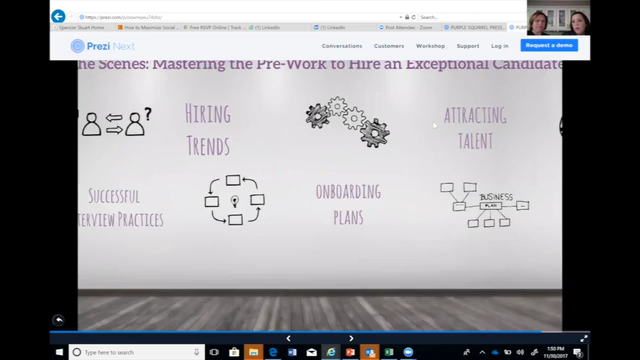 https://prezi.com/p/
Spencer Stuart Home
How to Maximize Social
Free RSVP Online | Track
LinkedIn
LinkedIn
Post Attendee - Zoom
PURPLE SQUIRREL PRESE
Prezi Next
Conversations
Customers
Workshop
Support
Log in
Request a demo
he Scenes: Mastering the Pre-Work to Hire an Exceptional Candidate
?
HIRING
TRENDS
ATTRACTING
TALENT
SUCCESSFUL
TERVIEW PRACTICES
ONBOARDING
PLANS
BUSINESS
PLAN
Type here to search
1:50 PM
11/30/2017